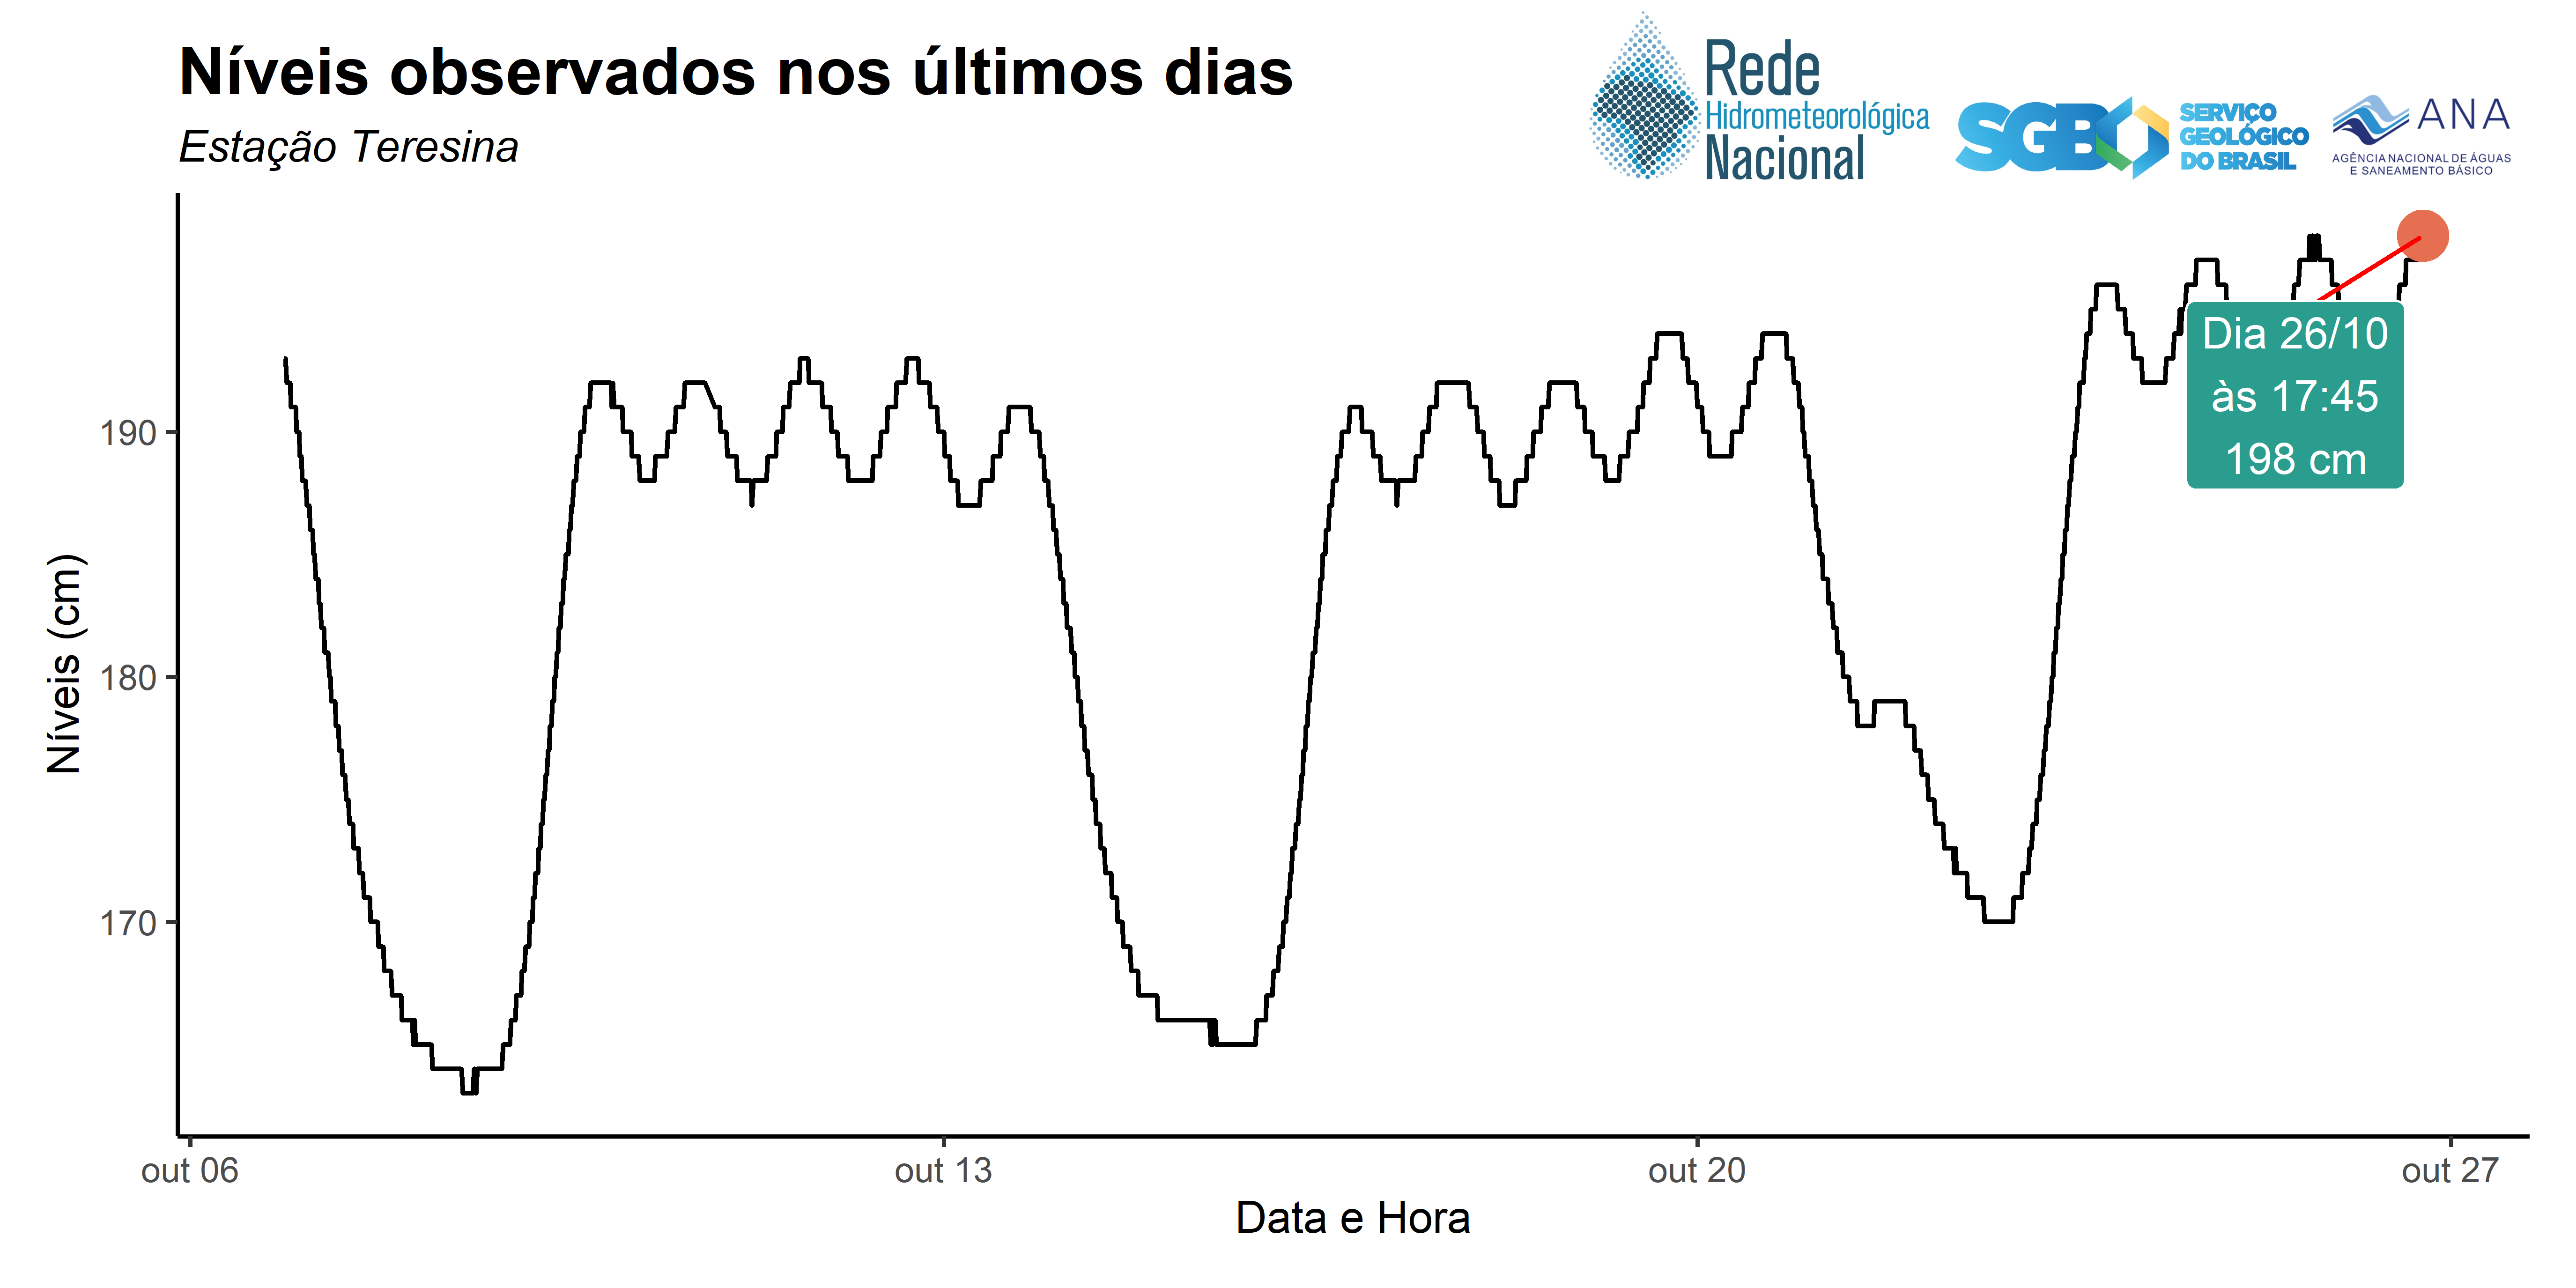 Níveis observados nos últimos dias
Estação Teresina
Rede
Hidrometeorológica
Nacional
SGB
SERVIÇO
GEOLÓGICO
DO BRASIL
ANA
AGÊNCIA NACIONAL DE ÁGUAS
E SANEAMENTO BÁSICO
Níveis (cm)
190
180
170
Dia 26/10
às 17:45
198 cm
out 06
out 13
out 20
out 27
Data e Hora